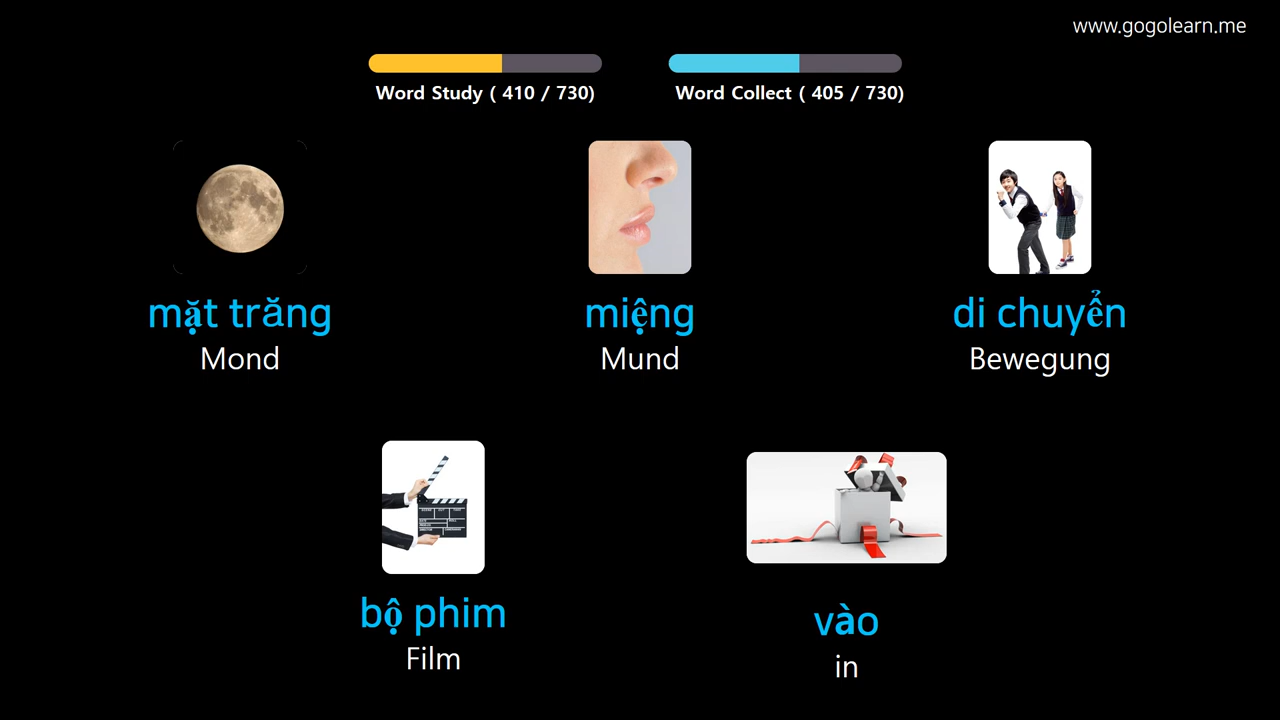 www.gogolearn.me
Word Study ( 410 / 730)
Word Collect ( 405 / 730)
mặt trăng
Mond
miệng
Mund
di chuyển
Bewegung
bộ phim
Film
vào
in